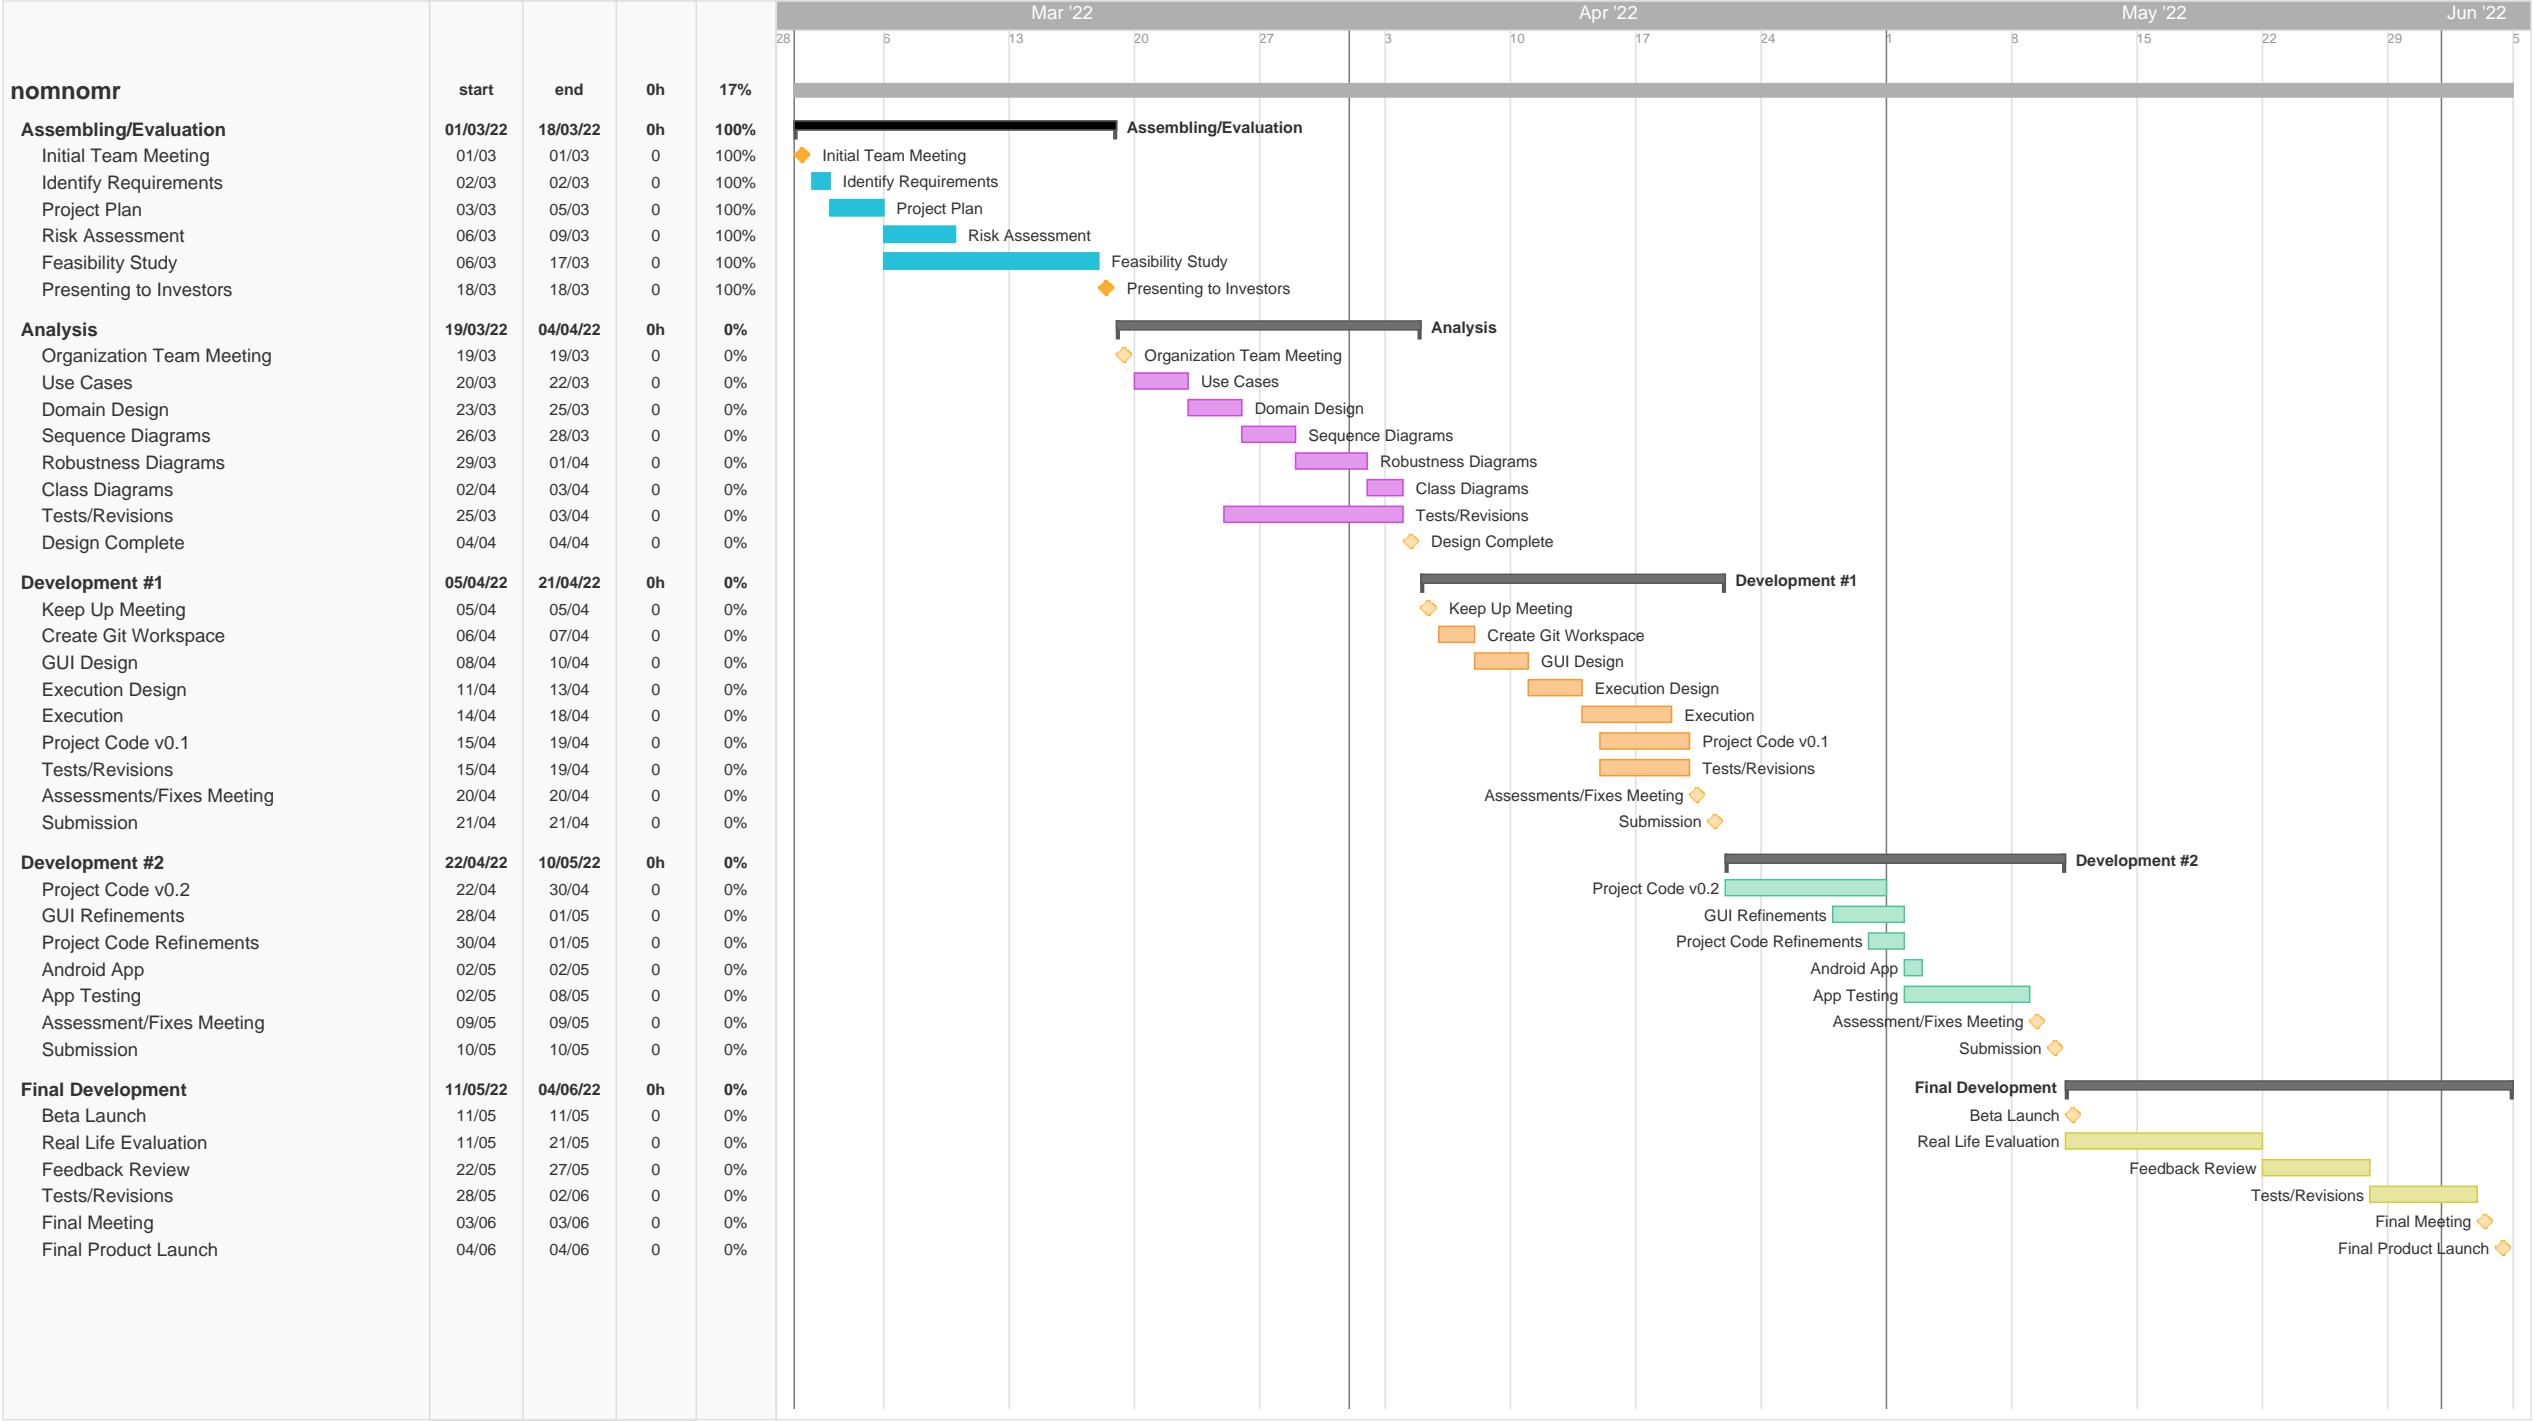 Mar '22 Apr '22 May '22 Jun '22
28 6 13 20 27 3 10 17 24 1 8 15 22 29 5
nomnomr start end 0h 17%
Assembling/Evaluation 01/03/22 18/03/22 0h 100% Assembling/Evaluation
Initial Team Meeting 01/03 01/03 0 100% Initial Team Meeting
Identify Requirements 02/03 02/03 0 100% Identify Requirements
Project Plan 03/03 05/03 0 100% Project Plan
Risk Assessment 06/03 09/03 0 100% Risk Assessment
Feasibility Study 06/03 17/03 0 100% Feasibility Study
Presenting to Investors 18/03 18/03 0 100% Presenting to Investors
Analysis 19/03/22 04/04/22 0h 0% Analysis
Organization Team Meeting 19/03 19/03 0 0% Organization Team Meeting
Use Cases 20/03 22/03 0 0% Use Cases
Domain Design 23/03 25/03 0 0% Domain Design
Sequence Diagrams 26/03 28/03 0 0% Sequence Diagrams
Robustness Diagrams 29/03 01/04 0 0% Robustness Diagrams
Class Diagrams 02/04 03/04 0 0% Class Diagrams
Tests/Revisions 25/03 03/04 0 0% Tests/Revisions
Design Complete 04/04 04/04 0 0% Design Complete
Development #1 05/04/22 21/04/22 0h 0% Development #1
Keep Up Meeting 05/04 05/04 0 0% Keep Up Meeting
Create Git Workspace 06/04 07/04 0 0% Create Git Workspace
GUI Design 08/04 10/04 0 0% GUI Design
Execution Design 11/04 13/04 0 0% Execution Design
Execution 14/04 18/04 0 0% Execution
Project Code v0.1 15/04 19/04 0 0% Project Code v0.1
Tests/Revisions 15/04 19/04 0 0% Tests/Revisions
Assessments/Fixes Meeting 20/04 20/04 0 0% Assessments/Fixes Meeting
Submission 21/04 21/04 0 0% Submission
Development #2 22/04/22 10/05/22 0h 0% Development #2
Project Code v0.2 22/04 30/04 0 0% Project Code v0.2
GUI Refinements 28/04 01/05 0 0% GUI Refinements
Project Code Refinements 30/04 01/05 0 0% Project Code Refinements
Android App 02/05 02/05 0 0% Android App
App Testing 02/05 08/05 0 0% App Testing
Assessment/Fixes Meeting 09/05 09/05 0 0% Assessment/Fixes Meeting
Submission 10/05 10/05 0 0% Submission
Final Development 11/05/22 04/06/22 0h 0% Final Development
Beta Launch 11/05 11/05 0 0% Beta Launch
Real Life Evaluation 11/05 21/05 0 0% Real Life Evaluation
Feedback Review 22/05 27/05 0 0% Feedback Review
Tests/Revisions 28/05 02/06 0 0% Tests/Revisions
Final Meeting 03/06 03/06 0 0% Final Meeting
Final Product Launch 04/06 04/06 0 0% Final Product Launch